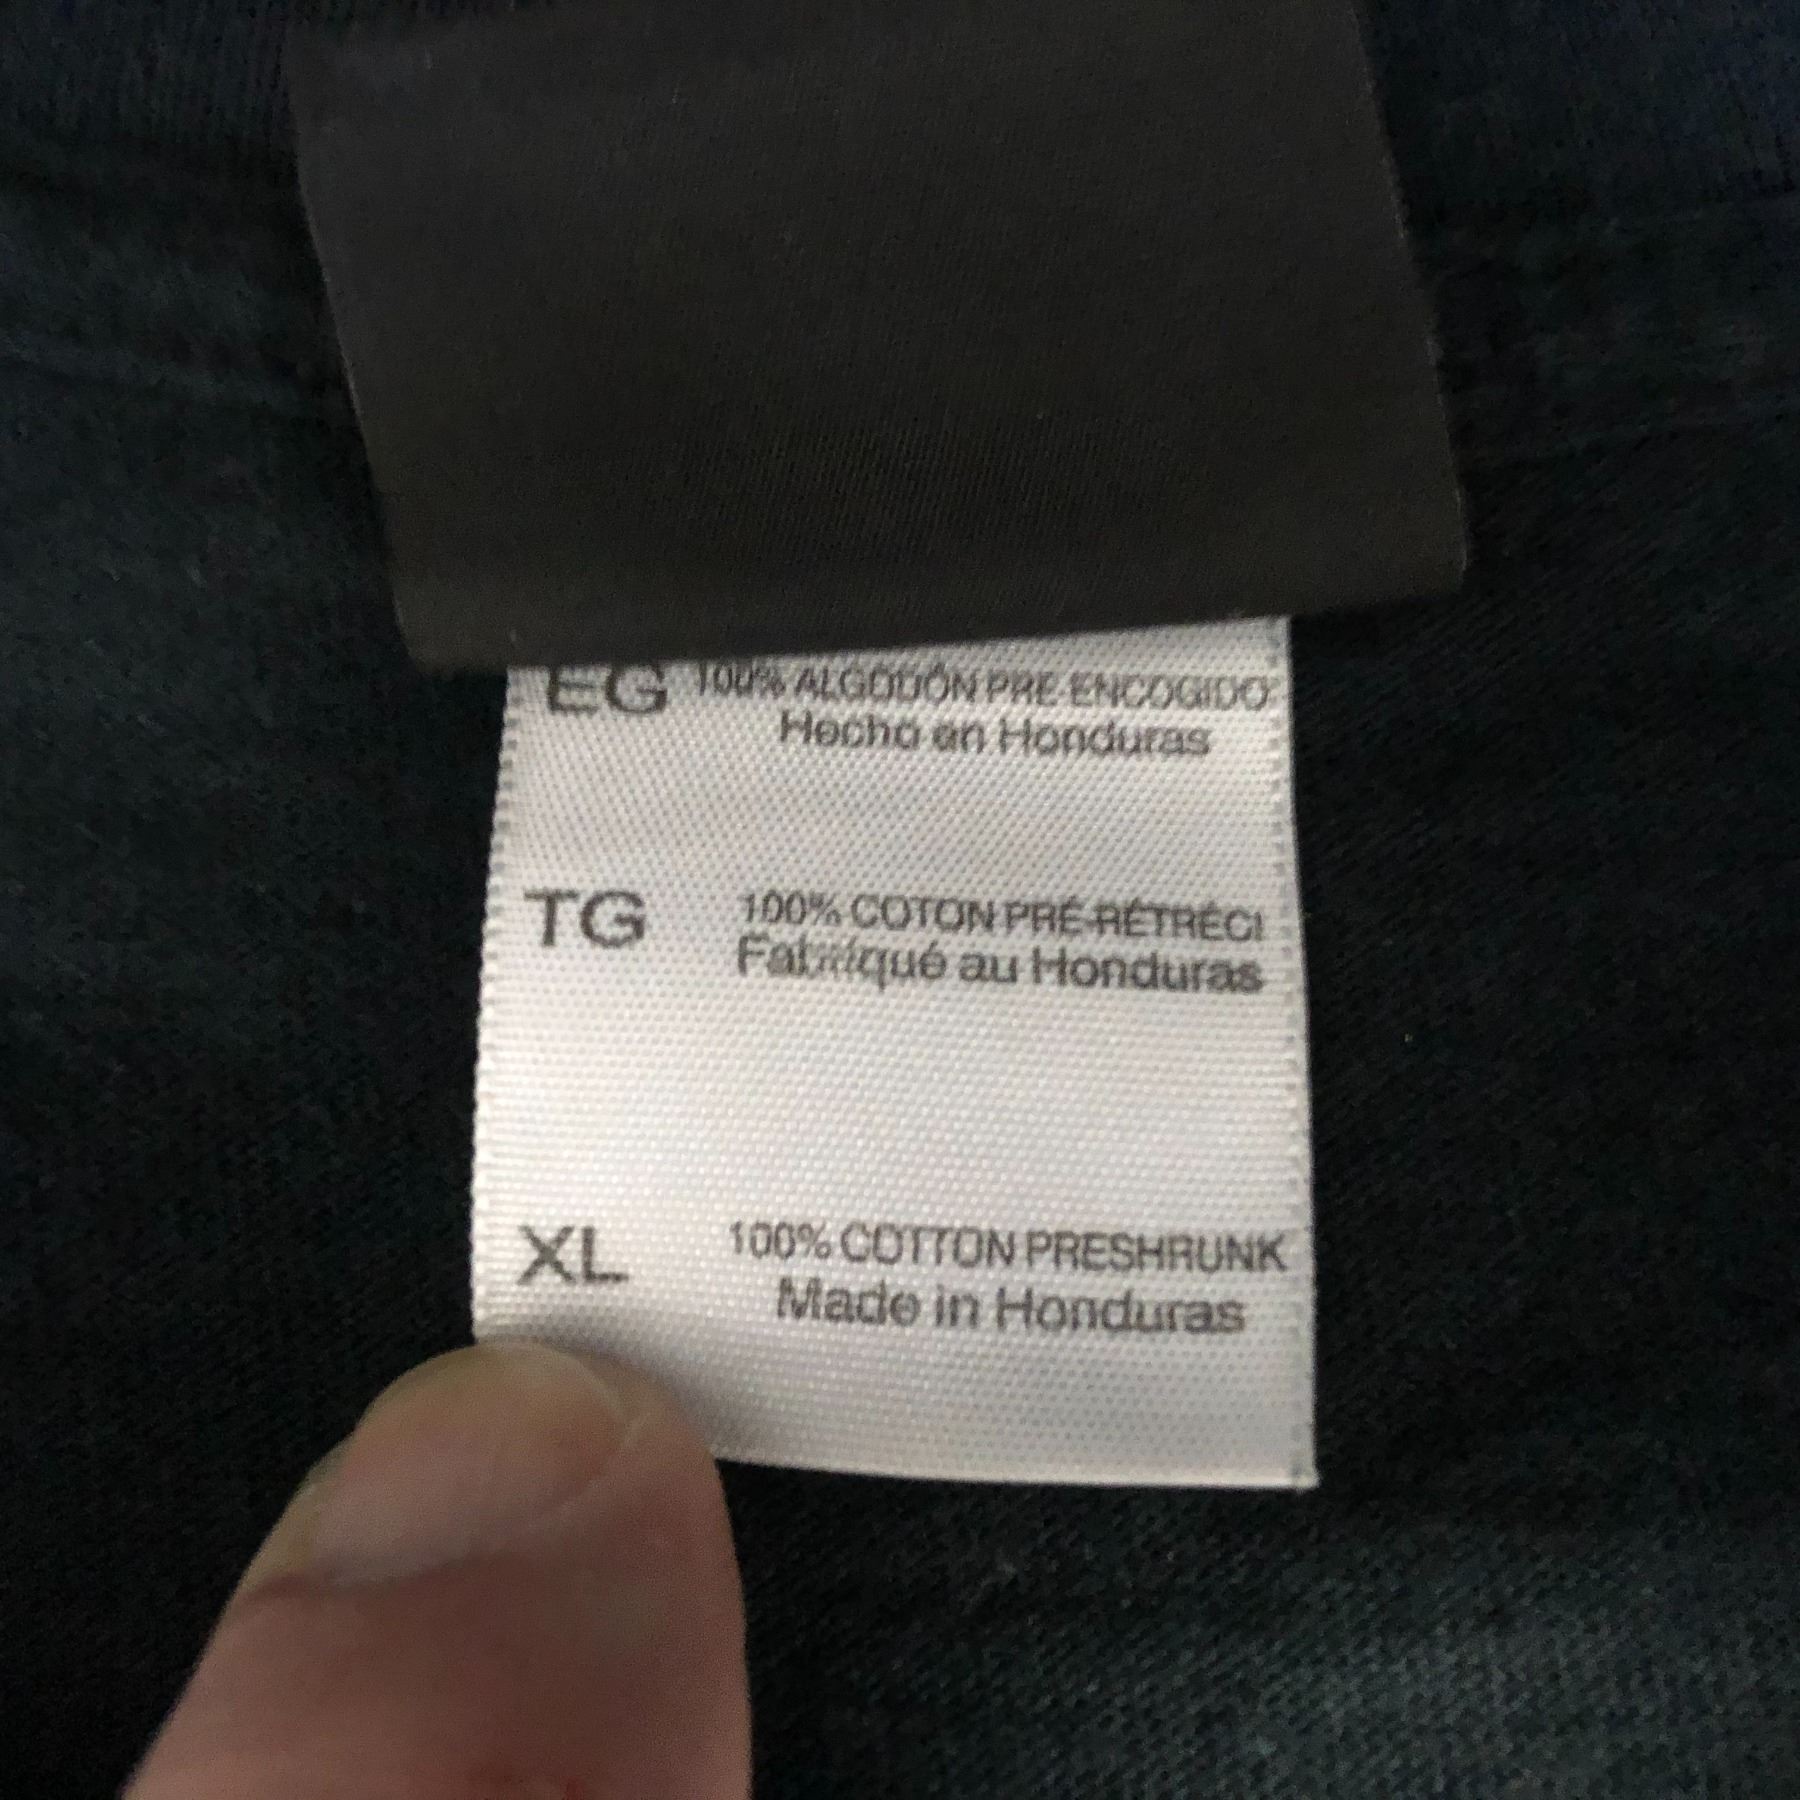 EG 100% ALGODÓN PRE-ENCOGIDO
Hecho en Honduras
TG 100% COTON PRÉ-RÉTRÉCI
Fabriqué au Honduras
XL 100% COTTON PRESHRUNK
Made in Honduras